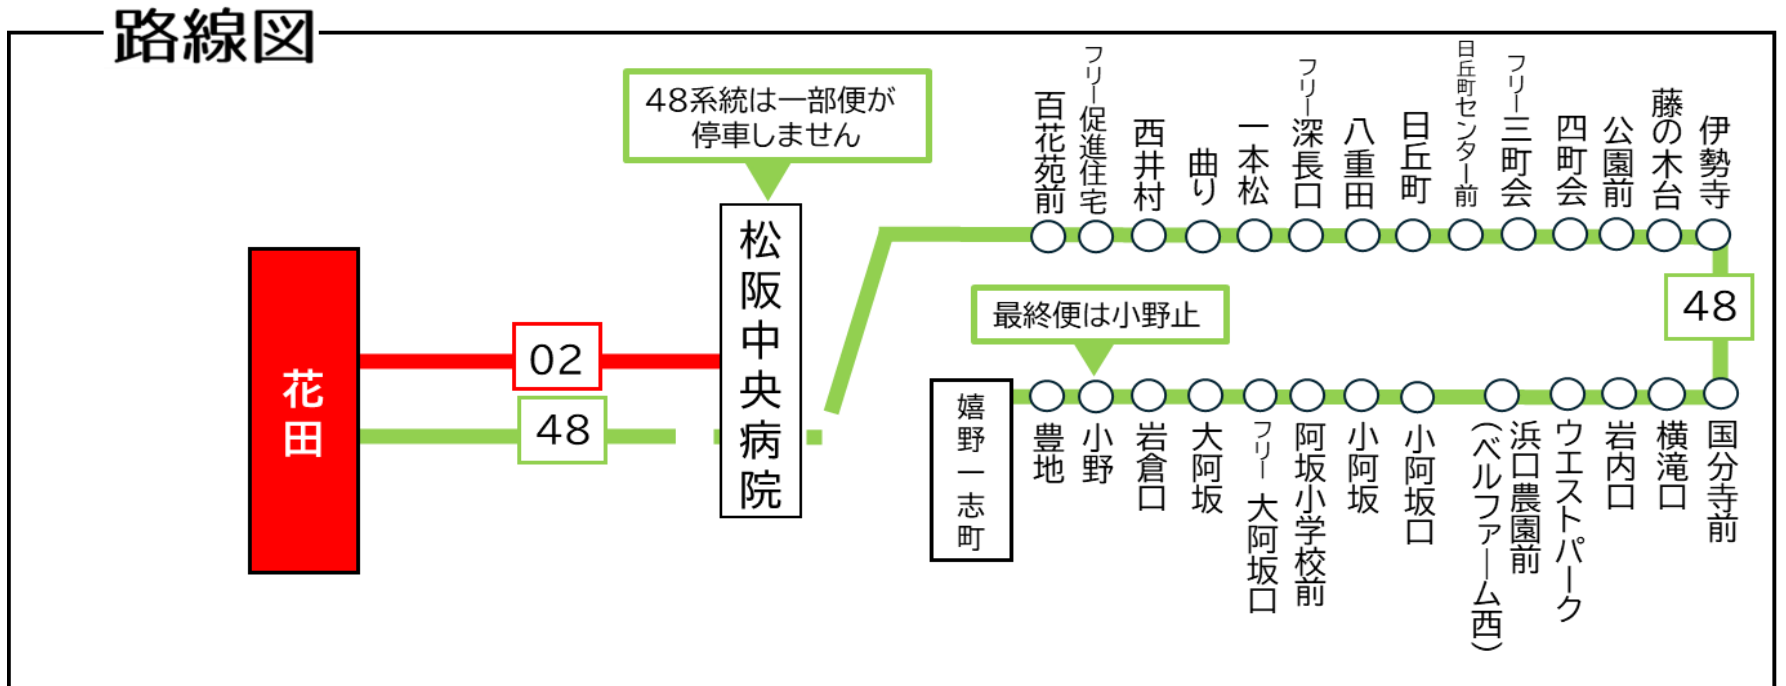 路線図
48系統は一部便が
停車しません
花田
02
48
松阪中央病院
百花苑前
フリー促進住宅
西井村
曲り
一本松
フリー深長口
八重田
日丘町
日丘町センター前
フリー三町会
四町会
公園前
藤の木台
伊勢寺
48
最終便は小野止
嬉野一志町
豊地
小野
岩倉口
大阿坂
フリー 大阿坂口
阿坂小学校前
小阿坂
小阿坂口
浜口農園前
(ベルファーム西)
ウエストパーク
岩内口
横滝口
国分寺前